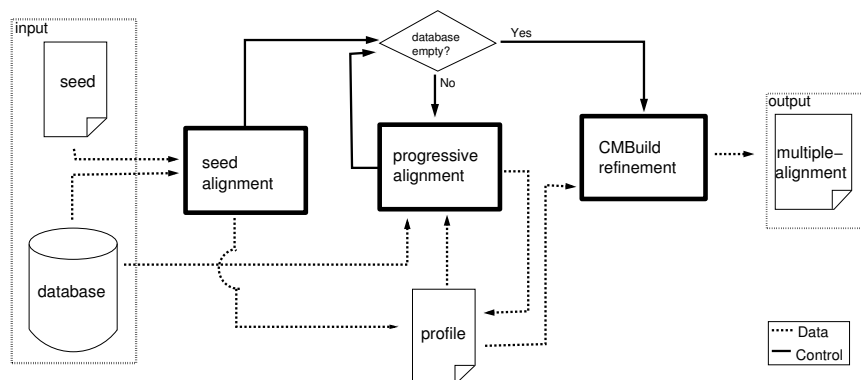 input
seed
database
seed
alignment
database
empty?
Yes
No
progressive
alignment
profile
CMBuild
refinement
output
multiple-
alignment
Data
Control